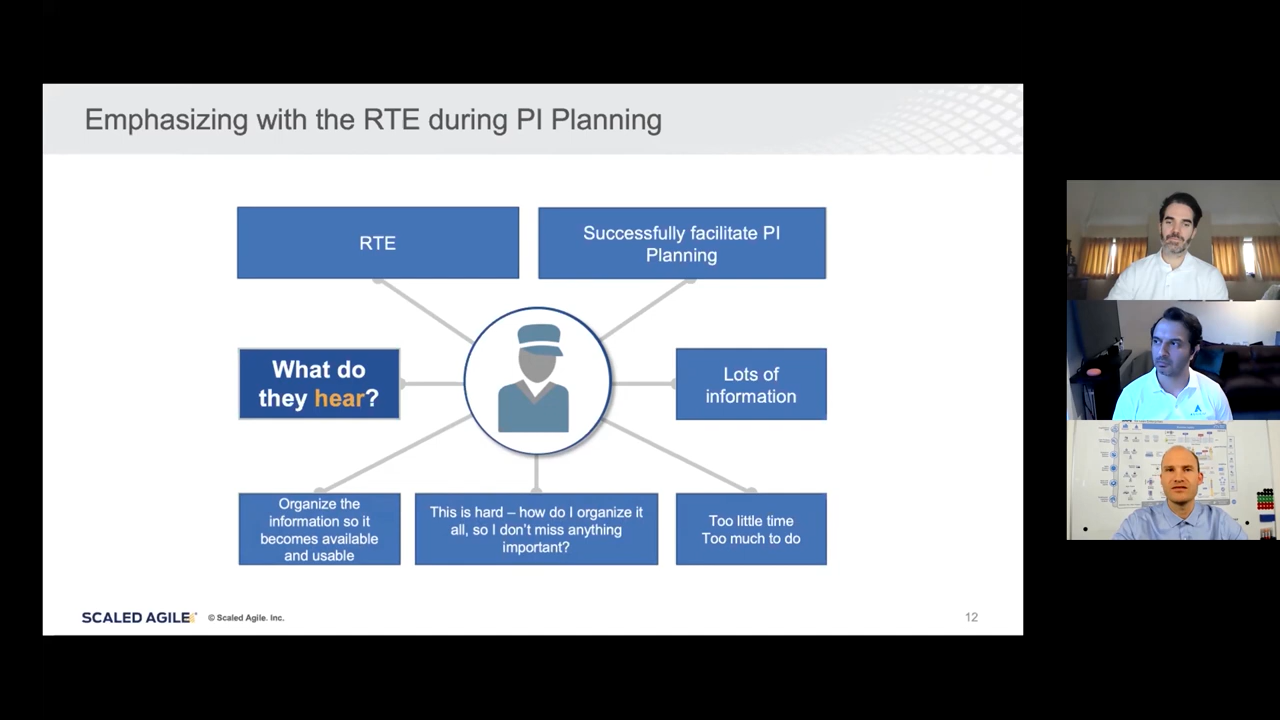 Emphasizing with the RTE during PI Planning
RTE
Successfully facilitate PI
Planning
What do
they hear?
Lots of
information
Organize the
information so it
becomes available
and usable
This is hard – how do I organize it
all, so I don't miss anything
important?
Too little time
Too much to do
SCALED AGILE
© Scaled Agile. Inc.
12